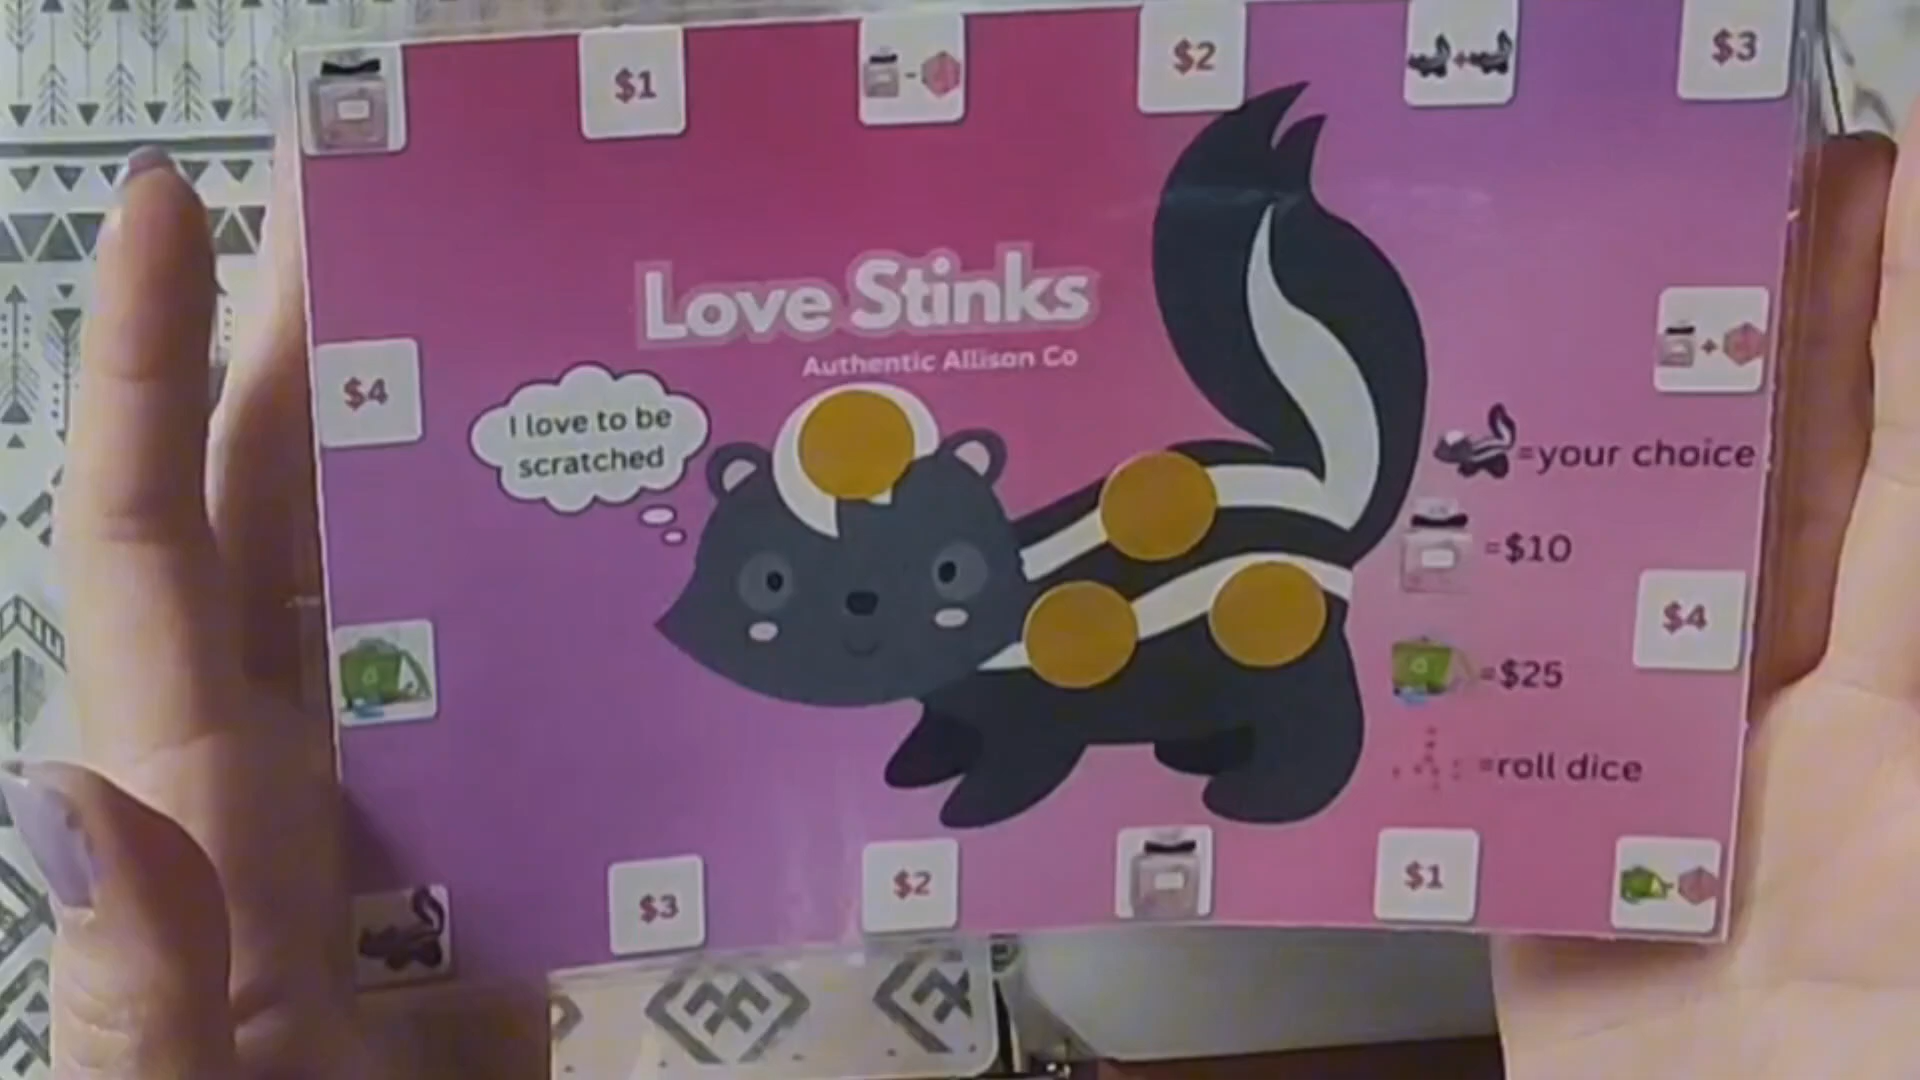 $1
$2
$3
Love Stinks
Authentic Allison Co
$4
I love to be
scratched
=your choice
=$10
$4
=$25
=roll dice
$3
$2
$1